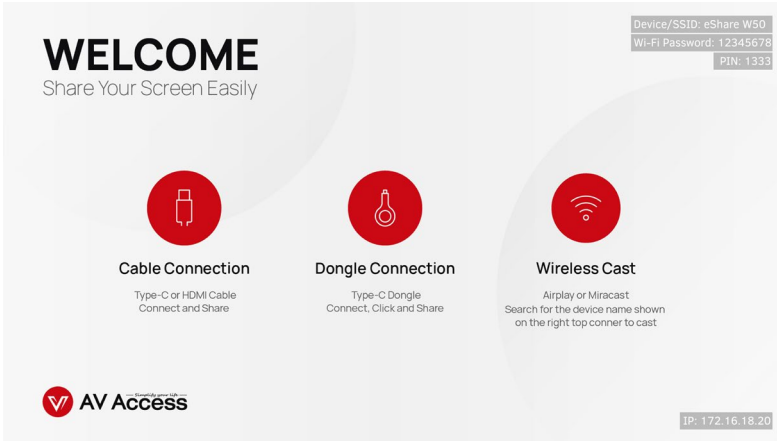 WELCOME
Share Your Screen Easily
Device/SSID: eShare W50
Wi-Fi Password: 12345678
PIN: 1333
Cable Connection
Type-C or HDMI Cable
Connect and Share
Dongle Connection
Type-C Dongle
Connect, Click and Share
Wireless Cast
Airplay or Miracast
Search for the device name shown
on the right top conner to cast
Simplify your life
AV Access
IP: 172.16.18.20